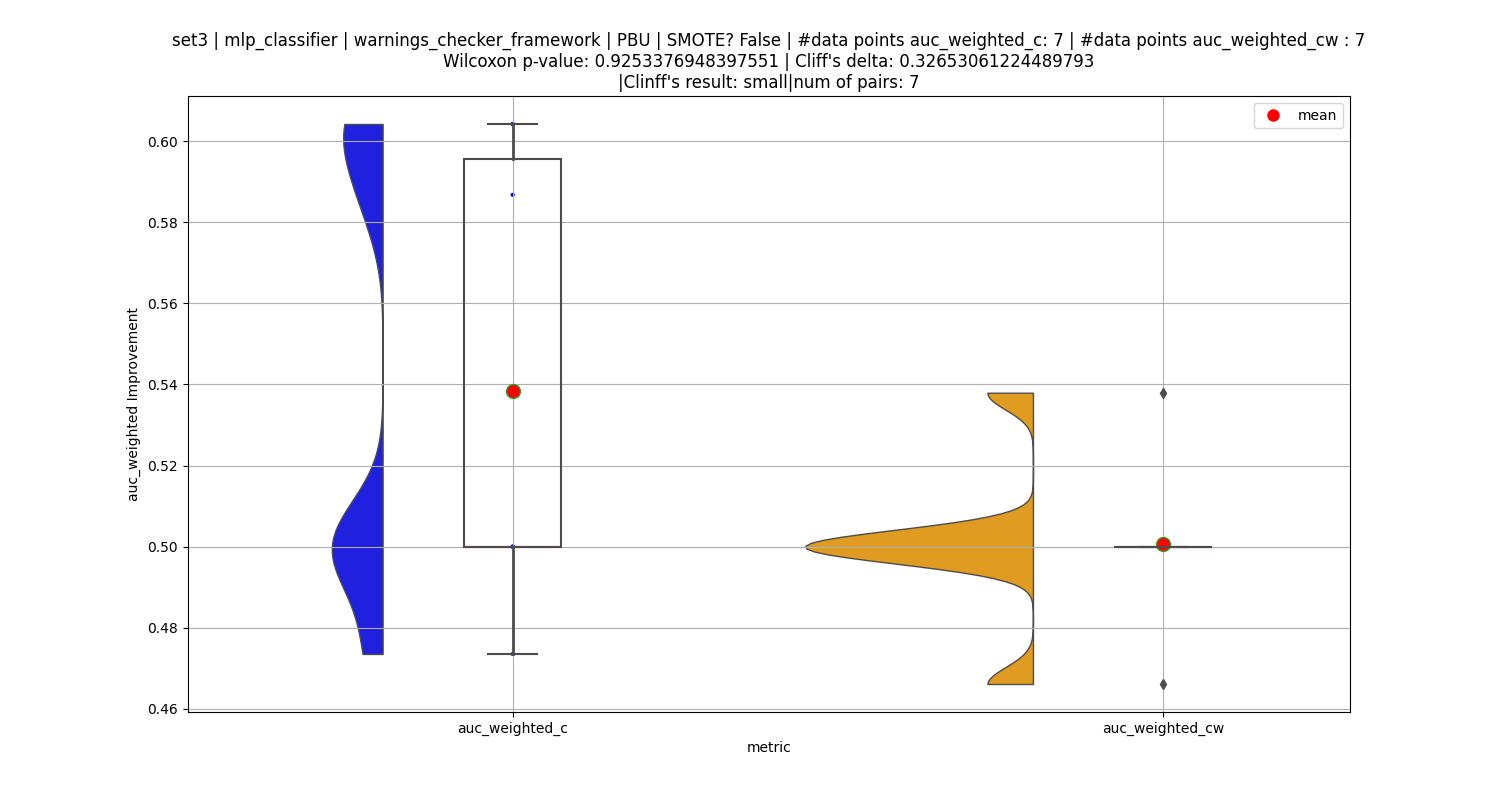 set3 | mlp_classifier | warnings_checker_framework | PBU | SMOTE? False | #data points auc_weighted_c: 7 | #data points auc_weighted_cw : 7
Wilcoxon p-value: 0.9253376948397551 | Cliff's delta: 0.32653061224489793
|Clinff's result: small|num of pairs: 7
mean
0.60
0.58
0.56
0.54
0.52
0.50
0.48
0.46
auc_weighted Improvement
auc_weighted_c
auc_weighted_cw
metric